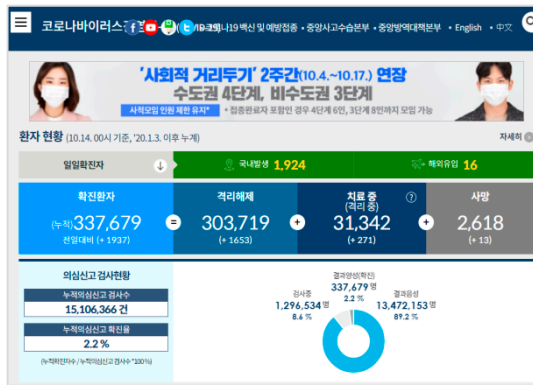 코로나바이러스
코로나19 백신 및 예방접종 • 중앙사고수습본부 • 중앙방역대책본부 • English • 中文
'사회적 거리두기' 2주간(10.4.~10.17.) 연장
수도권 4단계, 비수도권 3단계
사적모임 인원 제한 유지* * 접종완료자 포함인 경우 4단계 6인, 3단계 8인까지 모임 가능
환자 현황 (10.14. 00시 기준, '20.1.3. 이후 누계)
자세히
일일확진자
국내발생 1,924
해외유입 16
확진환자
(누적)337,679
전일대비 (+ 1937)
=
격리해제
303,719
(+ 1653)
+
치료 중
(격리 중)
?
31,342
(+ 271)
+
사망
2,618
(+ 13)
의심신고 검사현황
누적의심신고 검사수
15,106,366 건
누적의심신고 확진율
2.2 %
(누적확진자수 / 누적의심신고 검사수 *100%)
검사중
1,296,534 명
8.6 %
결과양성(확진)
337,679 명
2.2 %
결과음성
13,472,153 명
89.2 %